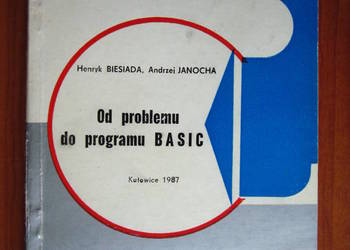 Henryk BIESIADA, Andrzej JANOCHA
Od problemu
do programu BASIC
Katowice 1987